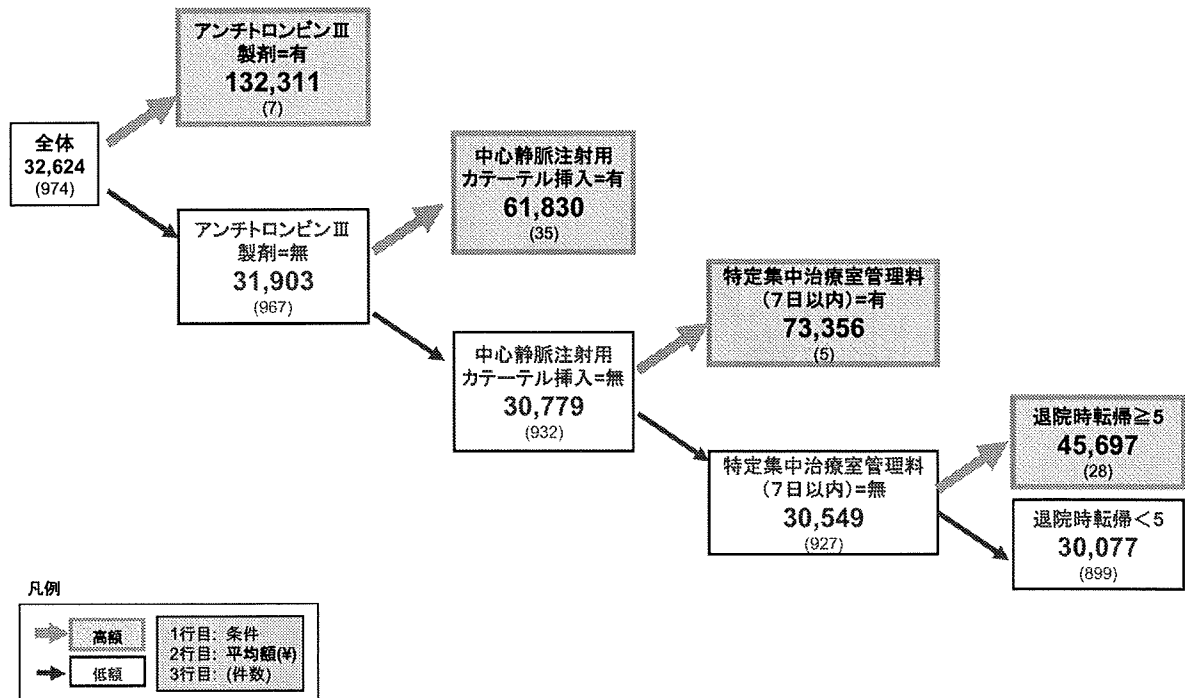 アンチトロンビンⅢ
製剤=有
132,311
(7)
全体
32,624
(974)
中心静脈注射用
カテーテル挿入=有
61,830
(35)
アンチトロンビンⅢ
製剤=無
31,903
(967)
特定集中治療室管理料
(7日以内)=有
73,356
(5)
中心静脈注射用
カテーテル挿入=無
30,779
(932)
退院時転帰≧5
45,697
(28)
特定集中治療室管理料
(7日以内)=無
30,549
(927)
退院時転帰<5
30,077
(899)
凡例
高額
低額
1行目: 条件
2行目: 平均額(¥)
3行目: (件数)